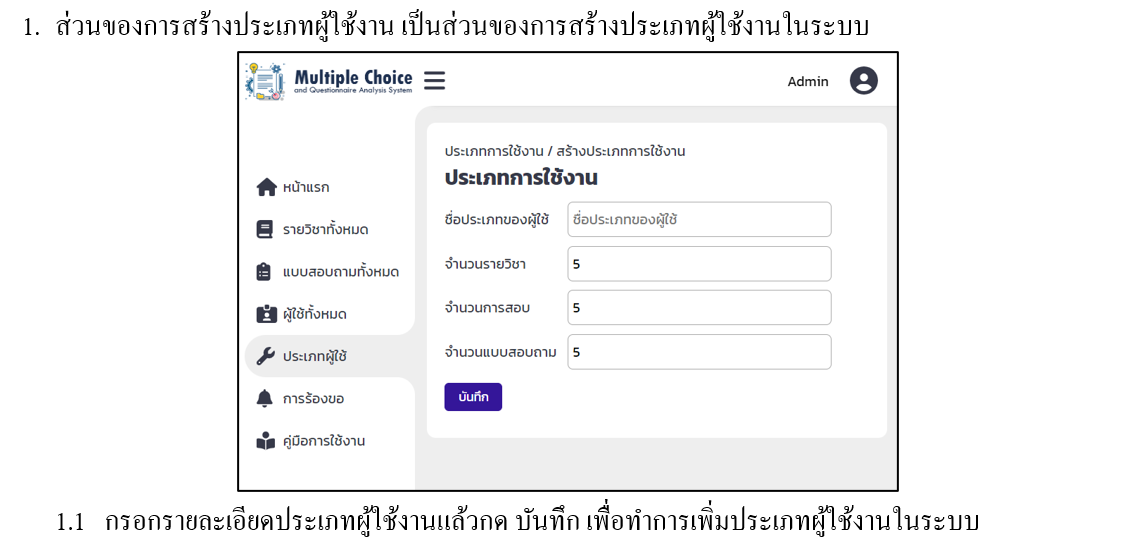 1. ส่วนของการสร้างประเภทผู้ใช้งาน เป็นส่วนของการสร้างประเภทผู้ใช้งานในระบบ
Multiple Choice
and Questionnaire Analysis System
Admin
ประเภทการใช้งาน / สร้างประเภทการใช้งาน
ประเภทการใช้งาน
หน้าแรก
รายวิชาทั้งหมด
แบบสอบถามทั้งหมด
ผู้ใช้ทั้งหมด
ประเภทผู้ใช้
การร้องขอ
คู่มือการใช้งาน
ชื่อประเภทของผู้ใช้ ชื่อประเภทของผู้ใช้
จำนวนรายวิชา 5
จำนวนการสอบ 5
จำนวนแบบสอบถาม 5
บันทึก
1.1 กรอกรายละเอียดประเภทผู้ใช้งานแล้วกด บันทึก เพื่อทำการเพิ่มประเภทผู้ใช้งานในระบบ